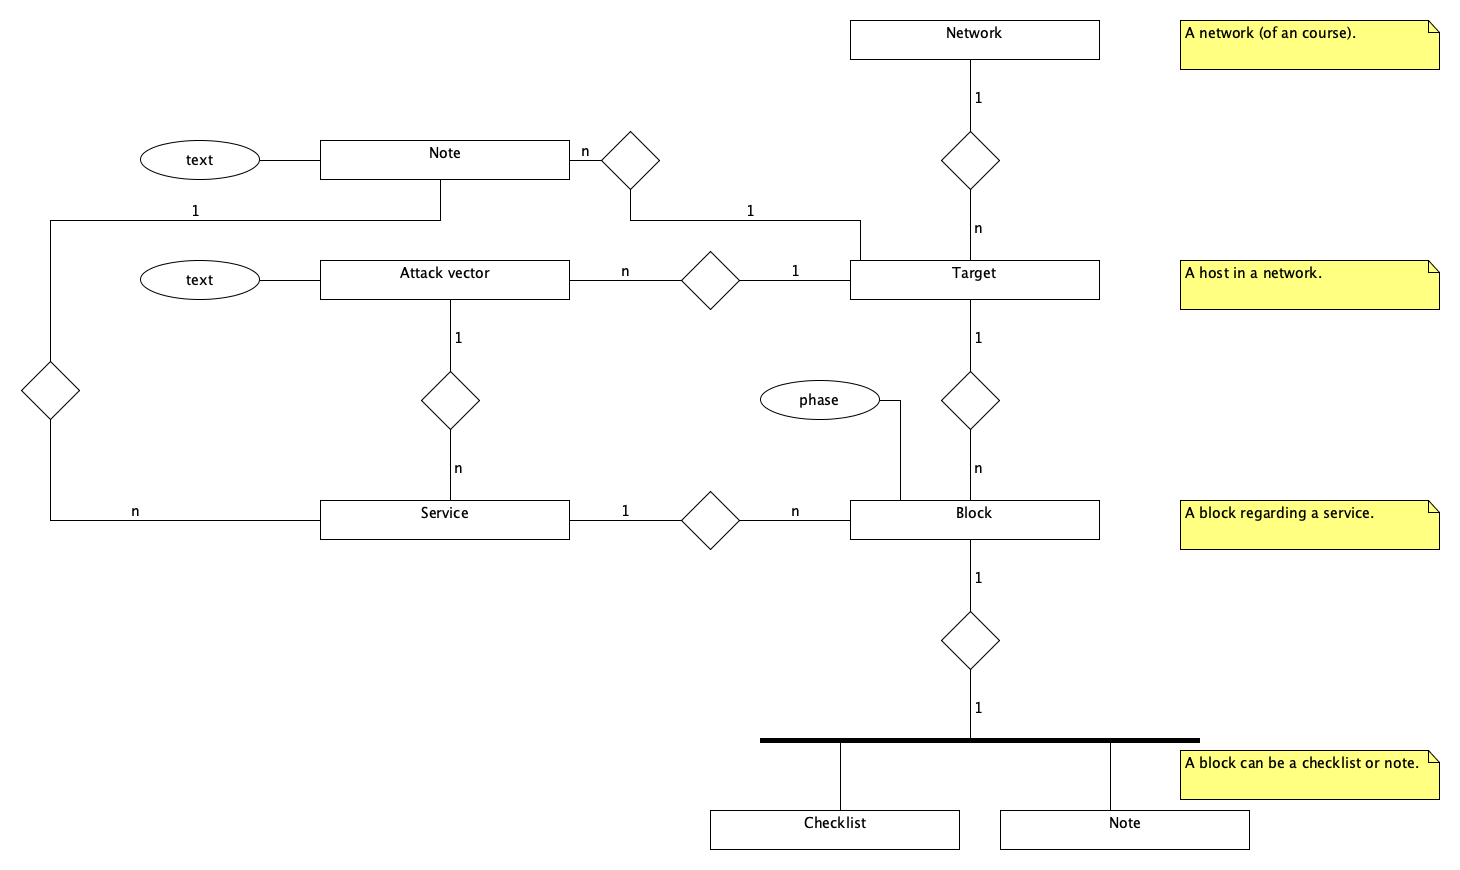 Network
A network (of an course).
1
text
Note
n
1
1
n
text
Attack vector
n
1
Target
A host in a network.
1
1
phase
n
n
n
Service
1
n
Block
A block regarding a service.
1
1
A block can be a checklist or note.
Checklist
Note